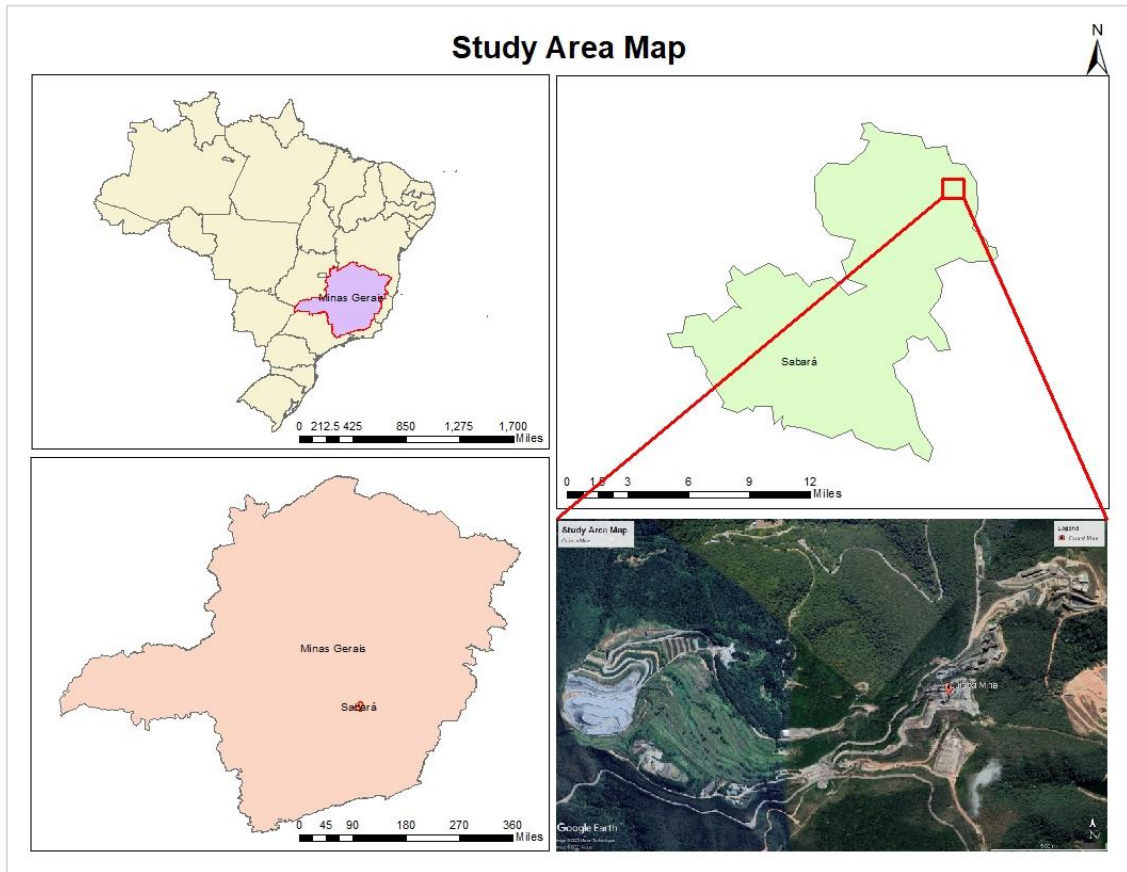 Study Area Map
N
Minas Gerais
0 212.5 425 850 1,275 1,700
Miles
Sabará
0 1.5 3 6 9 12
Miles
Minas Gerais
Sabará
0 45 90 180 270 360
Miles
Study Area Map
Legend
Cuiabá Mine
Google Earth
N